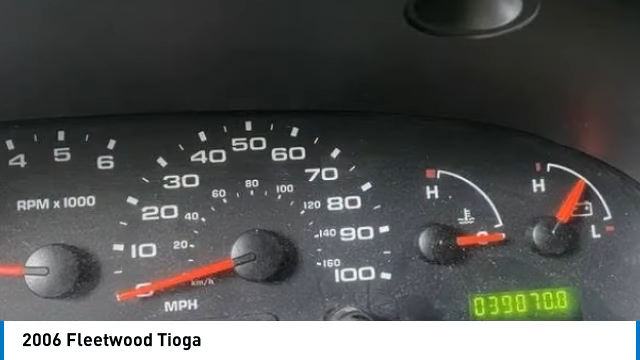 4 5 6
RPM x 1000
10 20 30 40 50 60 70 80 90 100
20 40 60 80 100 120 140 160
km/h
MPH
H
H
L
039070.0
2006 Fleetwood Tioga